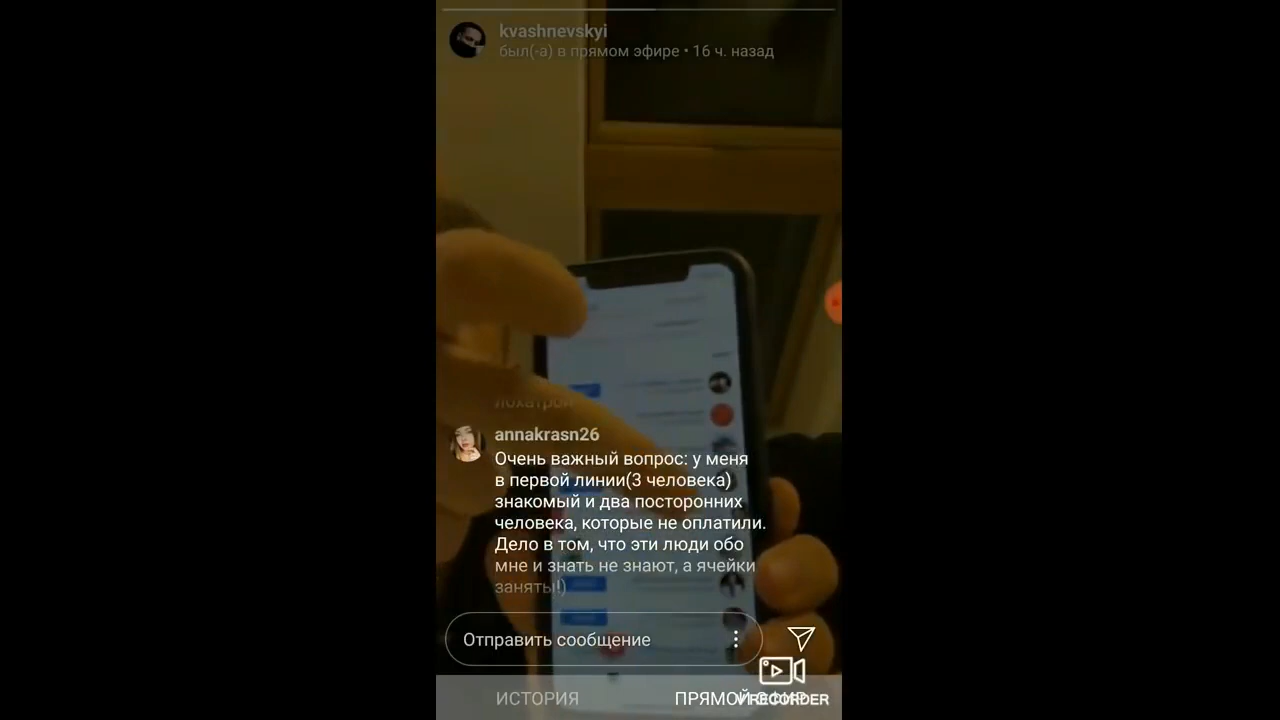 kvashnevskyi
был(-а) в прямом эфире • 16 ч. назад
лохатрон
annakrasn26
Очень важный вопрос: у меня
в первой линии(3 человека)
знакомый и два посторонних
человека, которые не оплатили.
Дело в том, что эти люди обо
мне и знать не знают, а ячейки
заняты!)
Отправить сообщение
ИСТОРИЯ
ПРЯМОЙ ЭФИР
VRECORDER